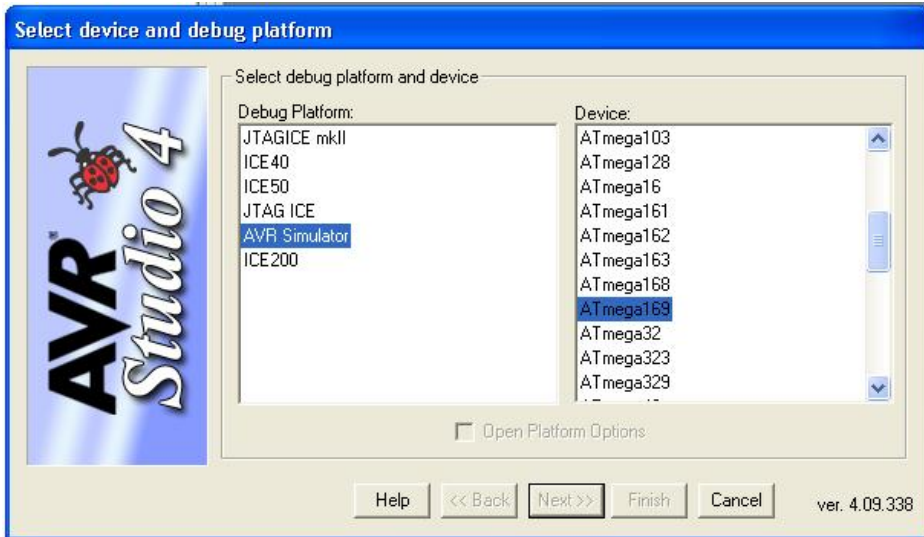 Select device and debug platform
AVR®
Studio 4
Select debug platform and device
Debug Platform:
JTAGICE mkII
ICE40
ICE50
JTAG ICE
AVR Simulator
ICE200
Device:
ATmega103
ATmega128
ATmega16
ATmega161
ATmega162
ATmega163
ATmega168
ATmega169
ATmega32
ATmega323
ATmega329
Open Platform Options
Help
<< Back
Next >>
Finish
Cancel
ver. 4.09.338